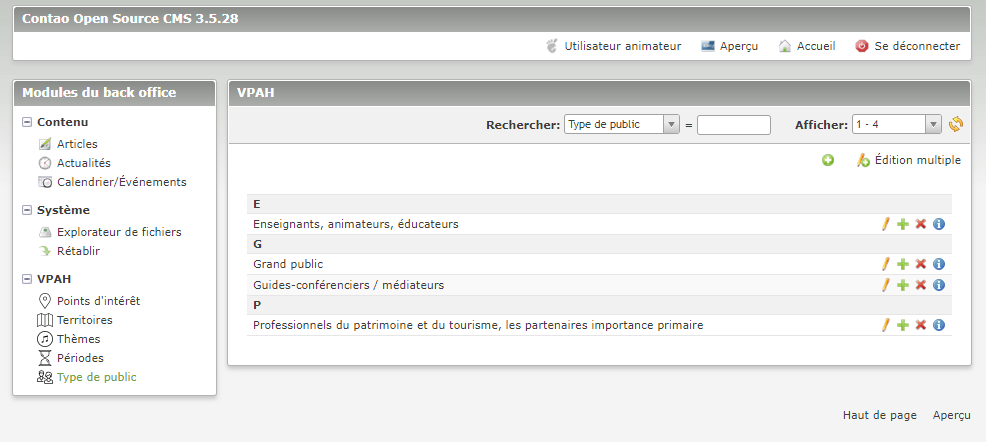 Contao Open Source CMS 3.5.28
Utilisateur animateur Aperçu Accueil Se déconnecter
Modules du back office
Contenu
Articles
Actualités
Calendrier/Événements
Système
Explorateur de fichiers
Rétablir
VPAH
Points d'intérêt
Territoires
Thèmes
Périodes
Type de public
VPAH
Rechercher: Type de public = Afficher: 1 - 4
Édition multiple
E
Enseignants, animateurs, éducateurs
G
Grand public
Guides-conférenciers / médiateurs
P
Professionnels du patrimoine et du tourisme, les partenaires importance primaire
Haut de page Aperçu